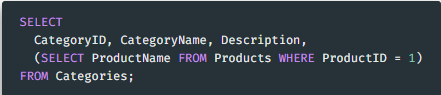 SELECT
CategoryID, CategoryName, Description,
(SELECT ProductName FROM Products WHERE ProductID = 1)
FROM Categories;